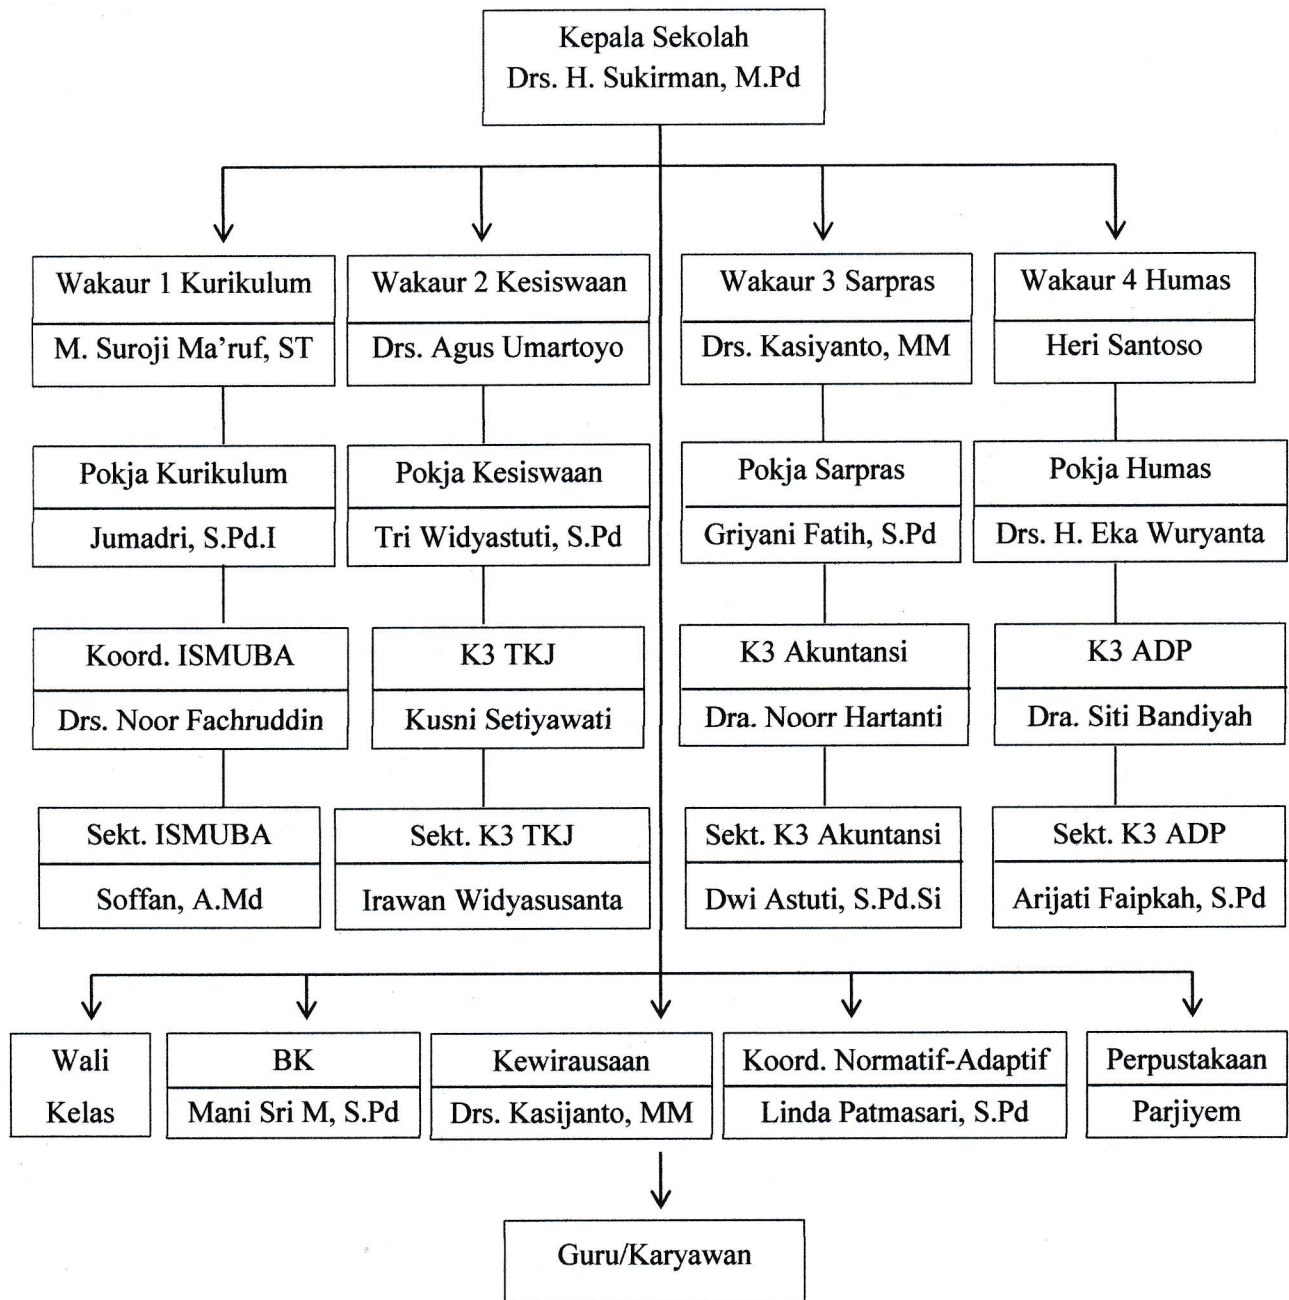 Kepala Sekolah
Drs. H. Sukirman, M.Pd
Wakaur 1 Kurikulum
M. Suroji Ma’ruf, ST
Wakaur 2 Kesiswaan
Drs. Agus Umartoyo
Wakaur 3 Sarpras
Drs. Kasiyanto, MM
Wakaur 4 Humas
Heri Santoso
Pokja Kurikulum
Jumadri, S.Pd.I
Pokja Kesiswaan
Tri Widyastuti, S.Pd
Pokja Sarpras
Griyani Fatih, S.Pd
Pokja Humas
Drs. H. Eka Wuryanta
Koord. ISMUBA
Drs. Noor Fachruddin
K3 TKJ
Kusni Setiyawati
K3 Akuntansi
Dra. Noorr Hartanti
K3 ADP
Dra. Siti Bandiyah
Sekt. ISMUBA
Soffan, A.Md
Sekt. K3 TKJ
Irawan Widyasusanta
Sekt. K3 Akuntansi
Dwi Astuti, S.Pd.Si
Sekt. K3 ADP
Arijati Faipkah, S.Pd
Wali
Kelas
BK
Mani Sri M, S.Pd
Kewirausaan
Drs. Kasijanto, MM
Koord. Normatif-Adaptif
Linda Patmasari, S.Pd
Perpustakaan
Parjiyem
Guru/Karyawan